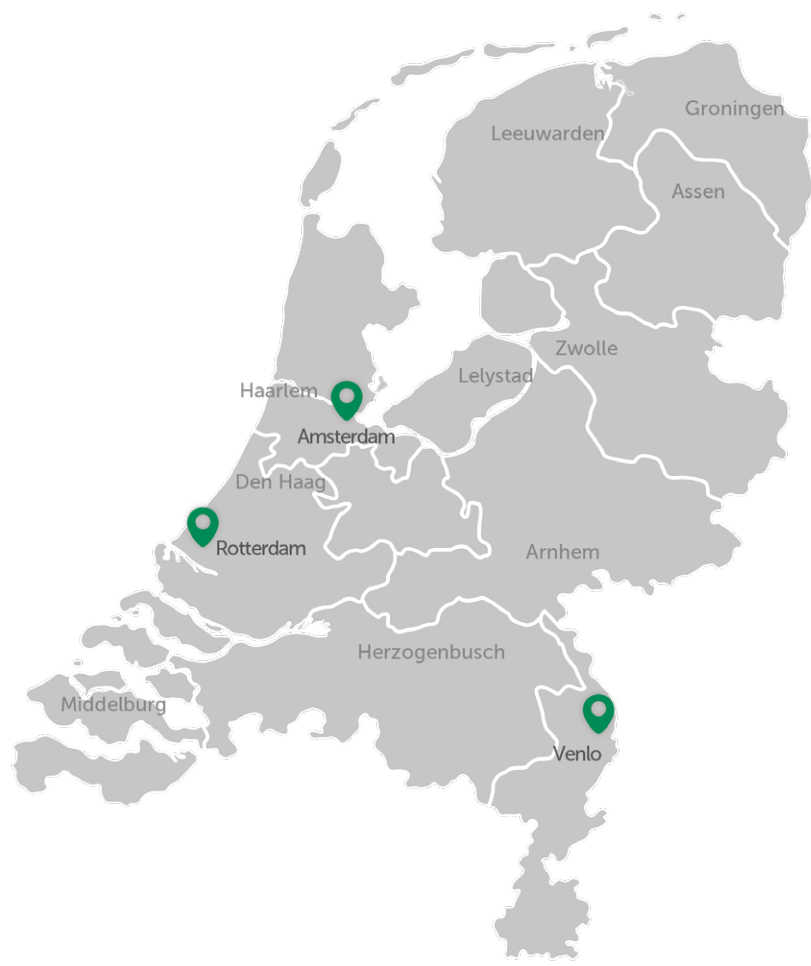 Groningen
Leeuwarden
Assen
Zwolle
Lelystad
Haarlem
Amsterdam
Den Haag
Rotterdam
Arnhem
Herzogenbusch
Middelburg
Venlo